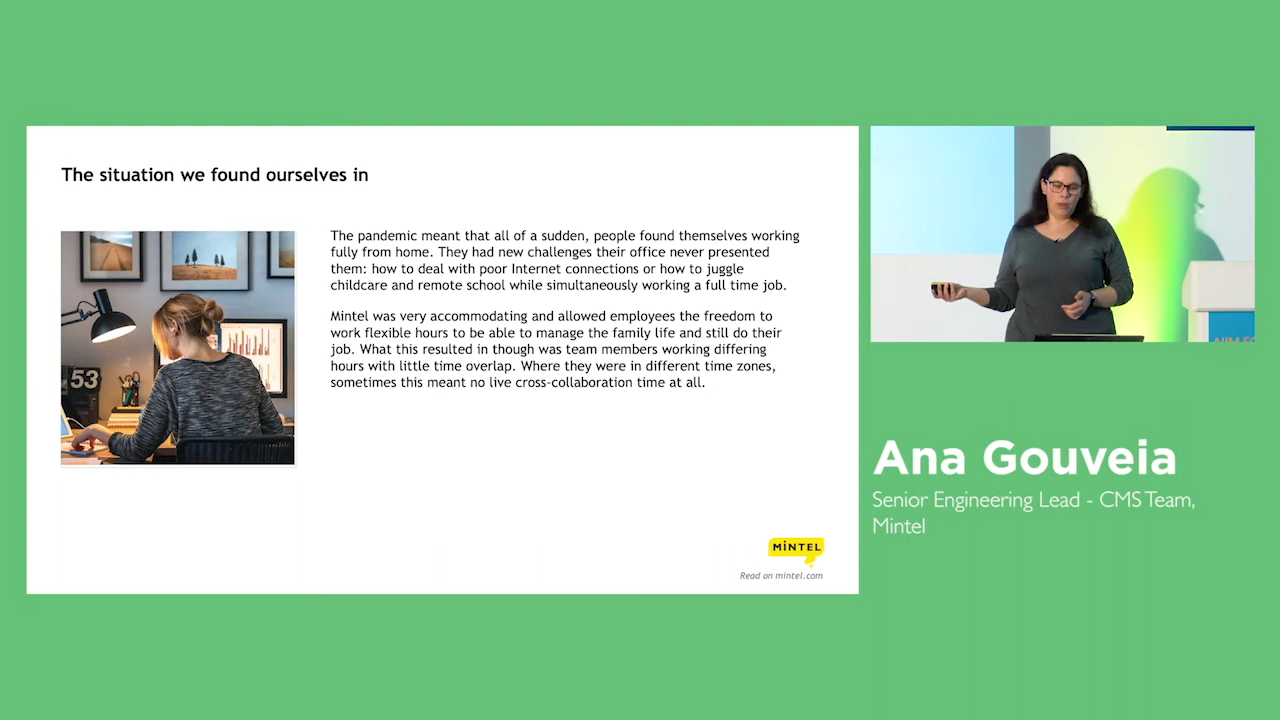 The situation we found ourselves in
The pandemic meant that all of a sudden, people found themselves working
fully from home. They had new challenges their office never presented
them: how to deal with poor Internet connections or how to juggle
childcare and remote school while simultaneously working a full time job.
Mintel was very accommodating and allowed employees the freedom to
work flexible hours to be able to manage the family life and still do their
job. What this resulted in though was team members working differing
hours with little time overlap. Where they were in different time zones,
sometimes this meant no live cross-collaboration time at all.
53
MiNTEL
Read on mintel.com
Ana Gouveia
Senior Engineering Lead - CMS Team,
Mintel